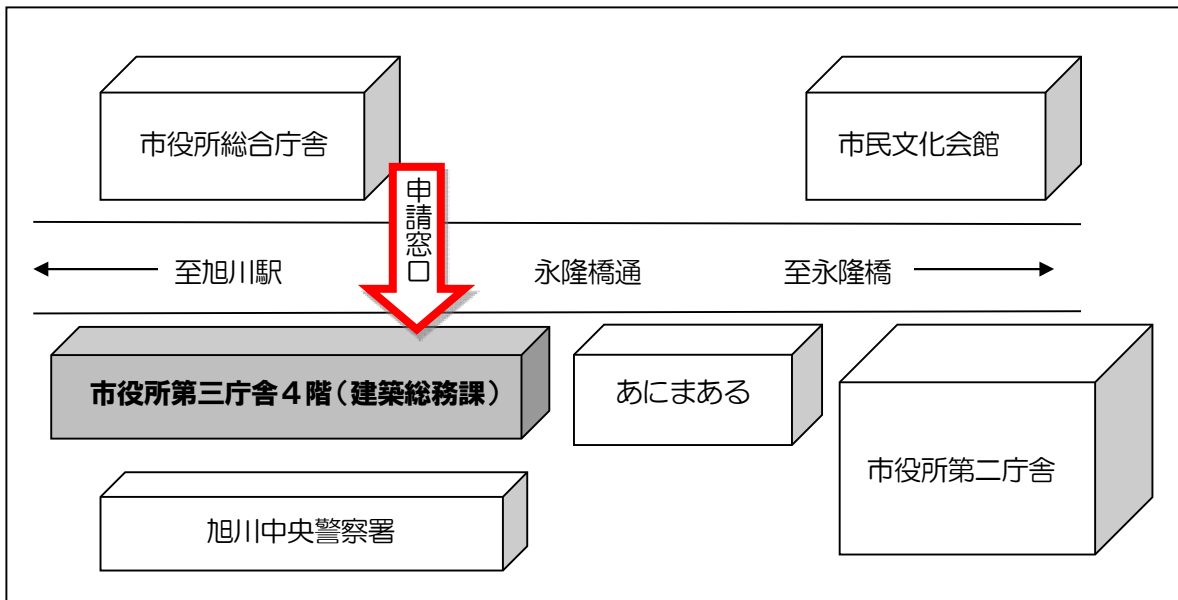 市役所総合庁舎
市民文化会館
申請窓口
至旭川駅
永隆橋通
至永隆橋
市役所第三庁舎４階（建築総務課）
あにまある
市役所第二庁舎
旭川中央警察署